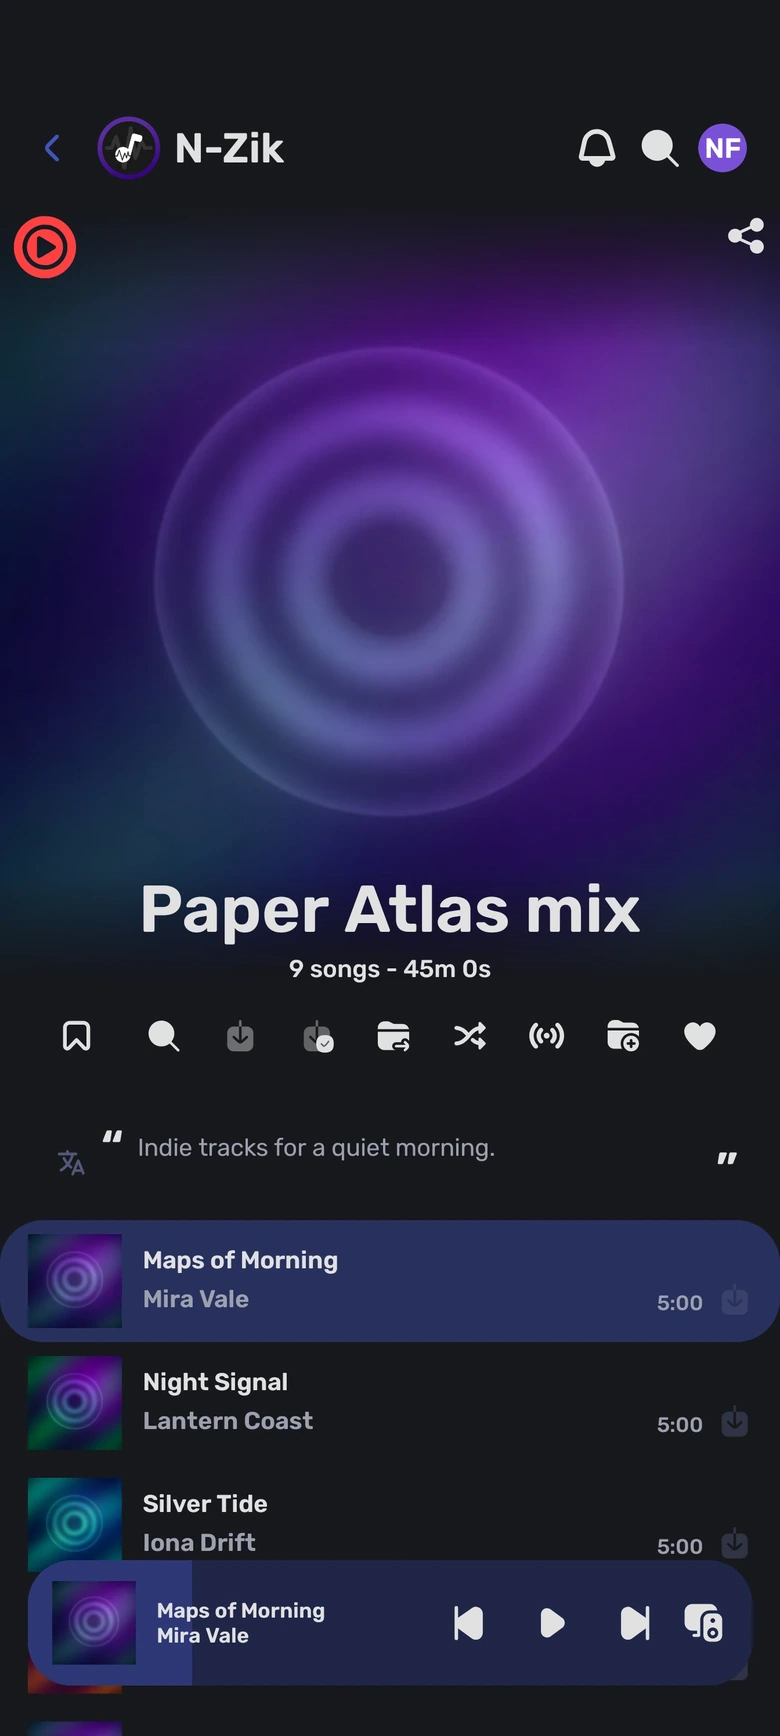 N-Zik
NF
Paper Atlas mix
9 songs - 45m 0s
“ Indie tracks for a quiet morning. ”
Maps of Morning
Mira Vale
5:00
Night Signal
Lantern Coast
5:00
Silver Tide
Iona Drift
5:00
Maps of Morning
Mira Vale